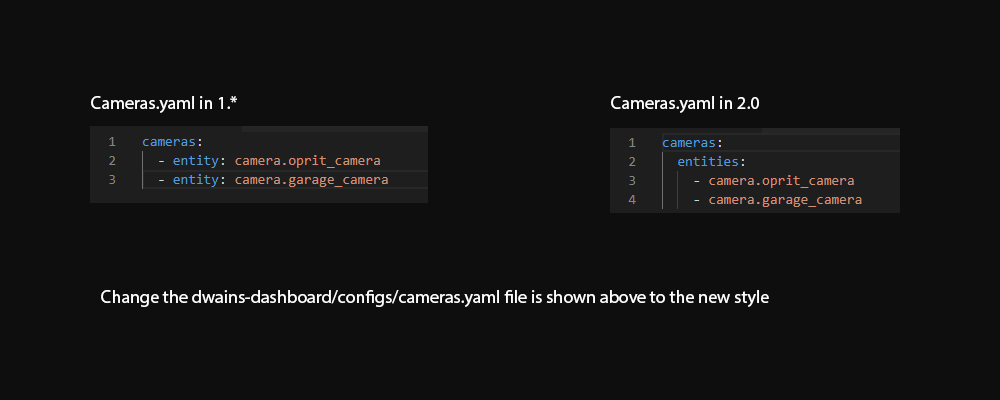 Cameras.yaml in 1.*
1 cameras:
2 - entity: camera.oprit_camera
3 - entity: camera.garage_camera
Cameras.yaml in 2.0
1 cameras:
2 entities:
3 - camera.oprit_camera
4 - camera.garage_camera
Change the dwains-dashboard/configs/cameras.yaml file is shown above to the new style